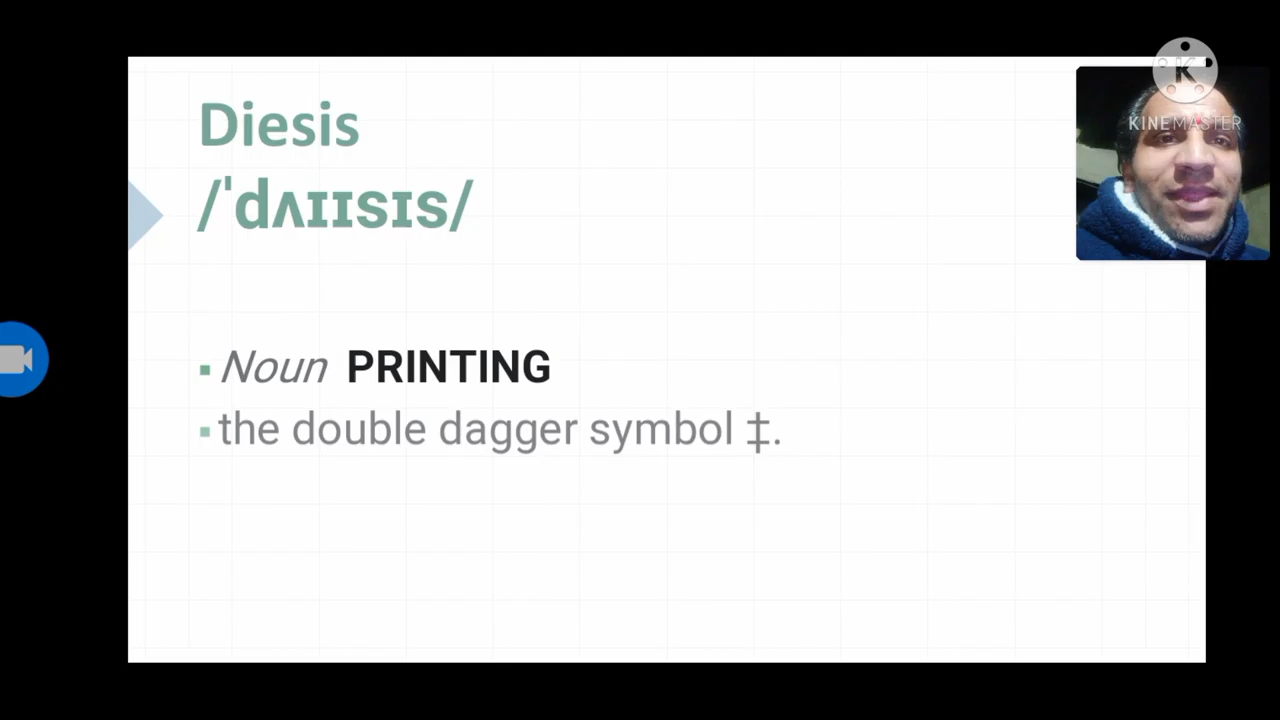 Diesis
/ˈdʌɪɪsɪs/
Noun PRINTING
the double dagger symbol ‡.
K
KINEMASTER